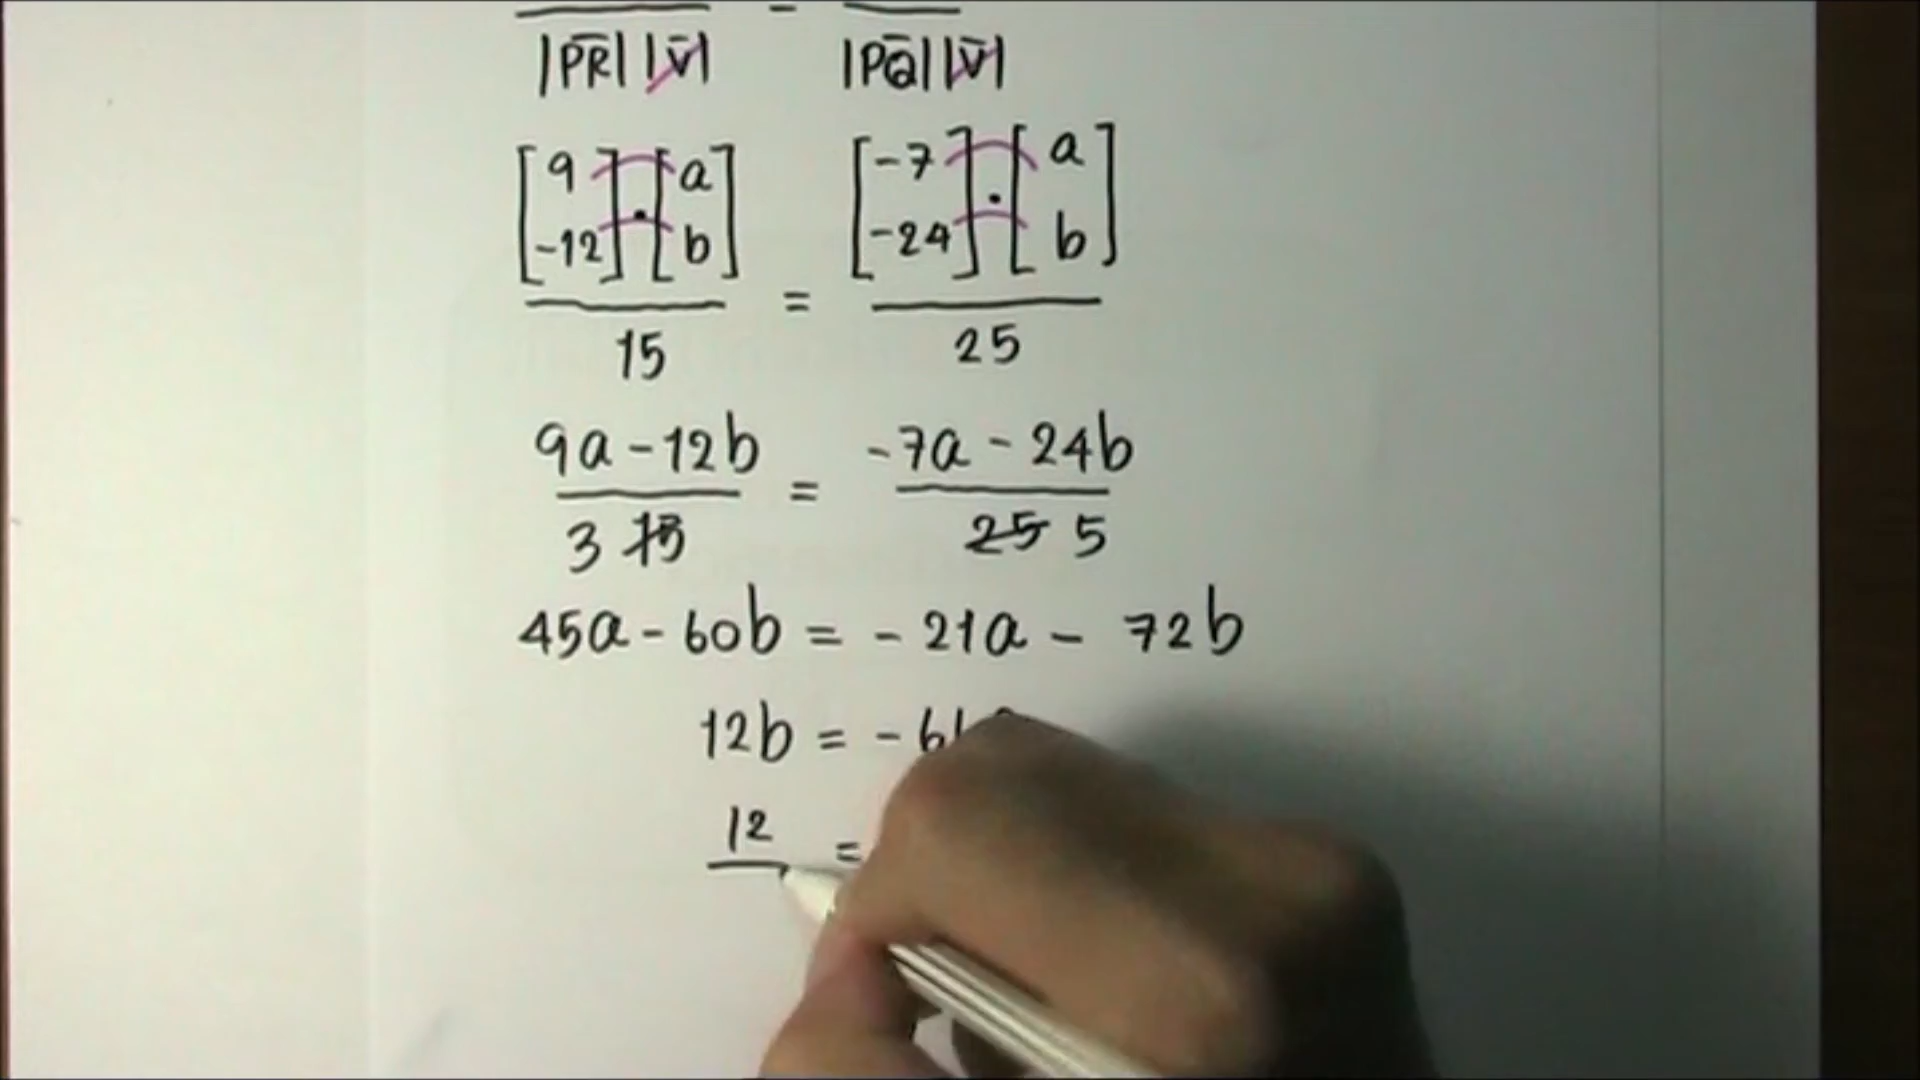 |PR| |V| = |PQ| |V|
[9 -12] · [a b] / 15 = [-7 -24] · [a b] / 25
9a - 12b / 3 15 = -7a - 24b / 25 5
45a - 60b = - 21a - 72b
12b = - 66
12 =